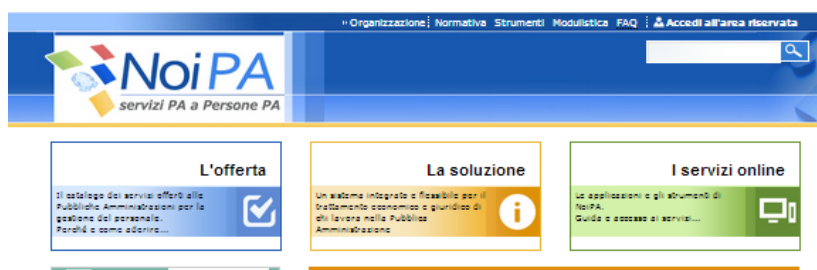 Organizzazione Normativa Strumenti Modulistica FAQ Accedi all'area riservata
NoiPA
servizi PA a Persone PA
L'offerta
Il catalogo dei servizi offerti alle
Pubbliche Amministrazioni per la
gestione del personale.
Perché e come aderire...
La soluzione
Un sistema integrato e flessibile per il
trattamento economico e giuridico di
chi lavora nella Pubblica
Amministrazione
I servizi online
Le applicazioni e gli strumenti di
NoiPA.
Guida e accesso ai servizi...